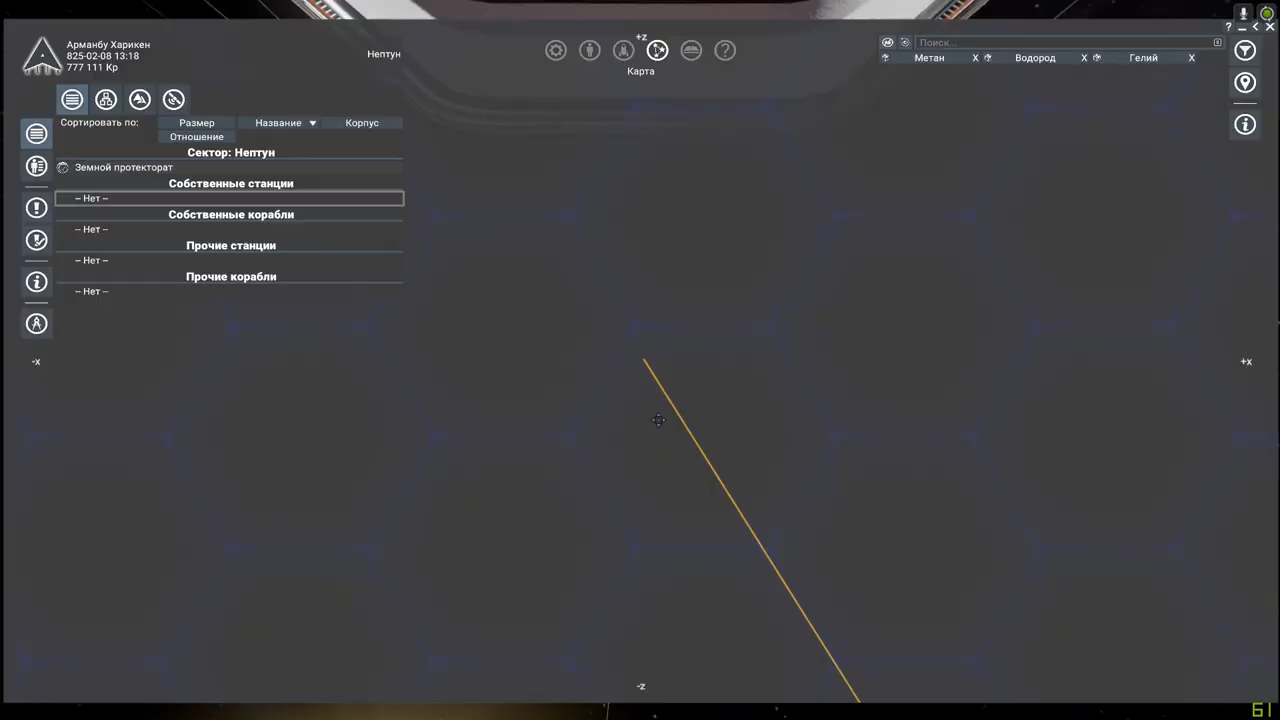 Арманбу Харикен
825-02-08 13:18
777 111 Кр
Нептун
+z
Карта
?
Поиск...
Метан X
Водород X
Гелий X
Сортировать по:
Размер
Название
Корпус
Отношение
Сектор: Нептун
Земной протекторат
Собственные станции
-- Нет --
Собственные корабли
-- Нет --
Прочие станции
-- Нет --
Прочие корабли
-- Нет --
-x
+x
-z
61